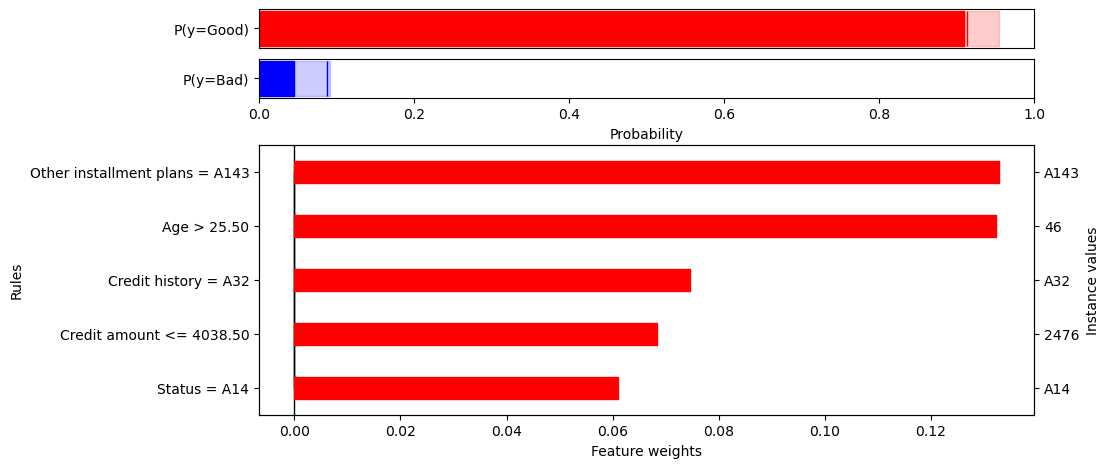 P(y=Good)
P(y=Bad)
0.0 0.2 0.4 0.6 0.8 1.0
Probability
Other installment plans = A143 A143
Age > 25.50 46
Credit history = A32 A32
Credit amount <= 4038.50 2476
Status = A14 A14
Rules
Instance values
0.00 0.02 0.04 0.06 0.08 0.10 0.12
Feature weights